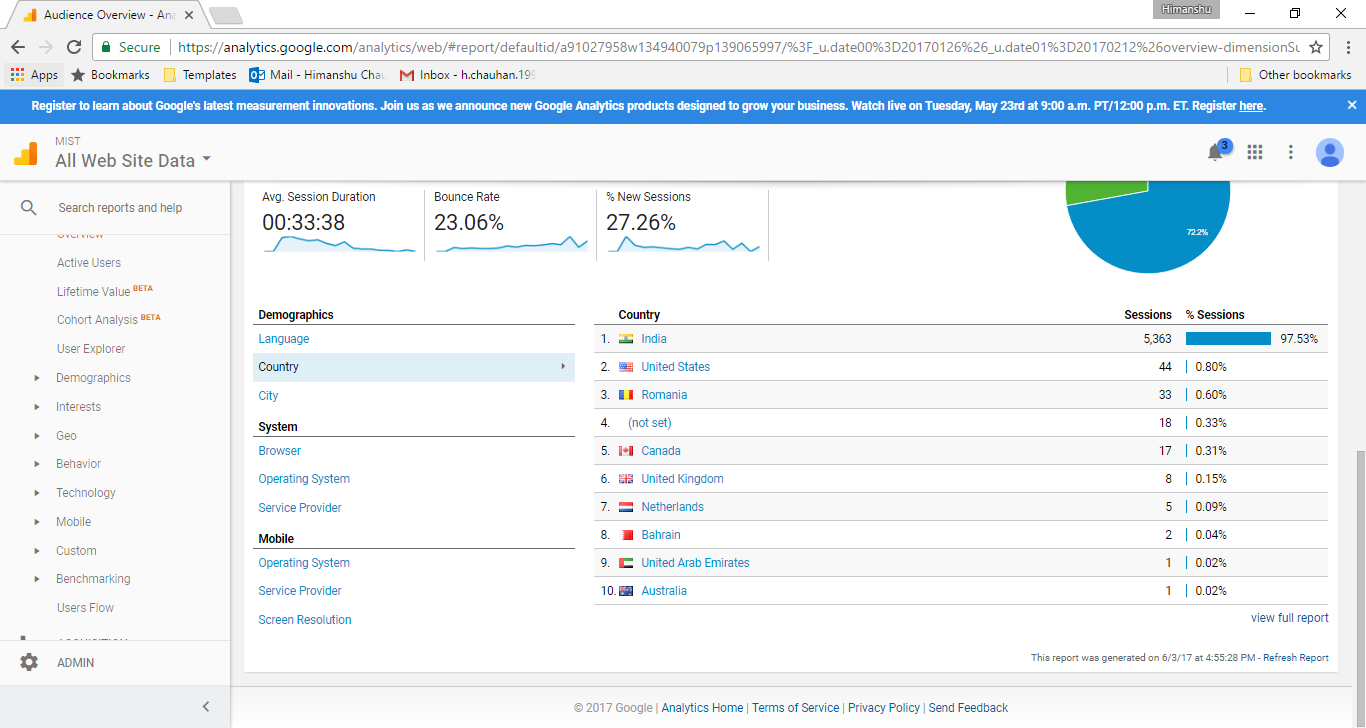 Audience Overview - Ana
Himanshu
Secure
https://analytics.google.com/analytics/web/#report/defaultid/a91027958w134940079p139065997/%3F_u.date00%3D20170126%26_u.date01%3D20170212%26overview-dimensionSu
Apps
Bookmarks
Templates
Mail - Himanshu Chau
Inbox - h.chauhan.199
Other bookmarks
Register to learn about Google's latest measurement innovations. Join us as we announce new Google Analytics products designed to grow your business. Watch live on Tuesday, May 23rd at 9:00 a.m. PT/12:00 p.m. ET. Register here.
MIST
All Web Site Data
3
Search reports and help
Overview
Active Users
Lifetime Value BETA
Cohort Analysis BETA
User Explorer
Demographics
Interests
Geo
Behavior
Technology
Mobile
Custom
Benchmarking
Users Flow
ACQUISITION
ADMIN
Avg. Session Duration
00:33:38
Bounce Rate
23.06%
% New Sessions
27.26%
72.2%
Demographics
Language
Country
City
System
Browser
Operating System
Service Provider
Mobile
Operating System
Service Provider
Screen Resolution
Country Sessions % Sessions
1. India 5,363 97.53%
2. United States 44 0.80%
3. Romania 33 0.60%
4. (not set) 18 0.33%
5. Canada 17 0.31%
6. United Kingdom 8 0.15%
7. Netherlands 5 0.09%
8. Bahrain 2 0.04%
9. United Arab Emirates 1 0.02%
10. Australia 1 0.02%
view full report
This report was generated on 6/3/17 at 4:55:28 PM - Refresh Report
© 2017 Google | Analytics Home | Terms of Service | Privacy Policy | Send Feedback